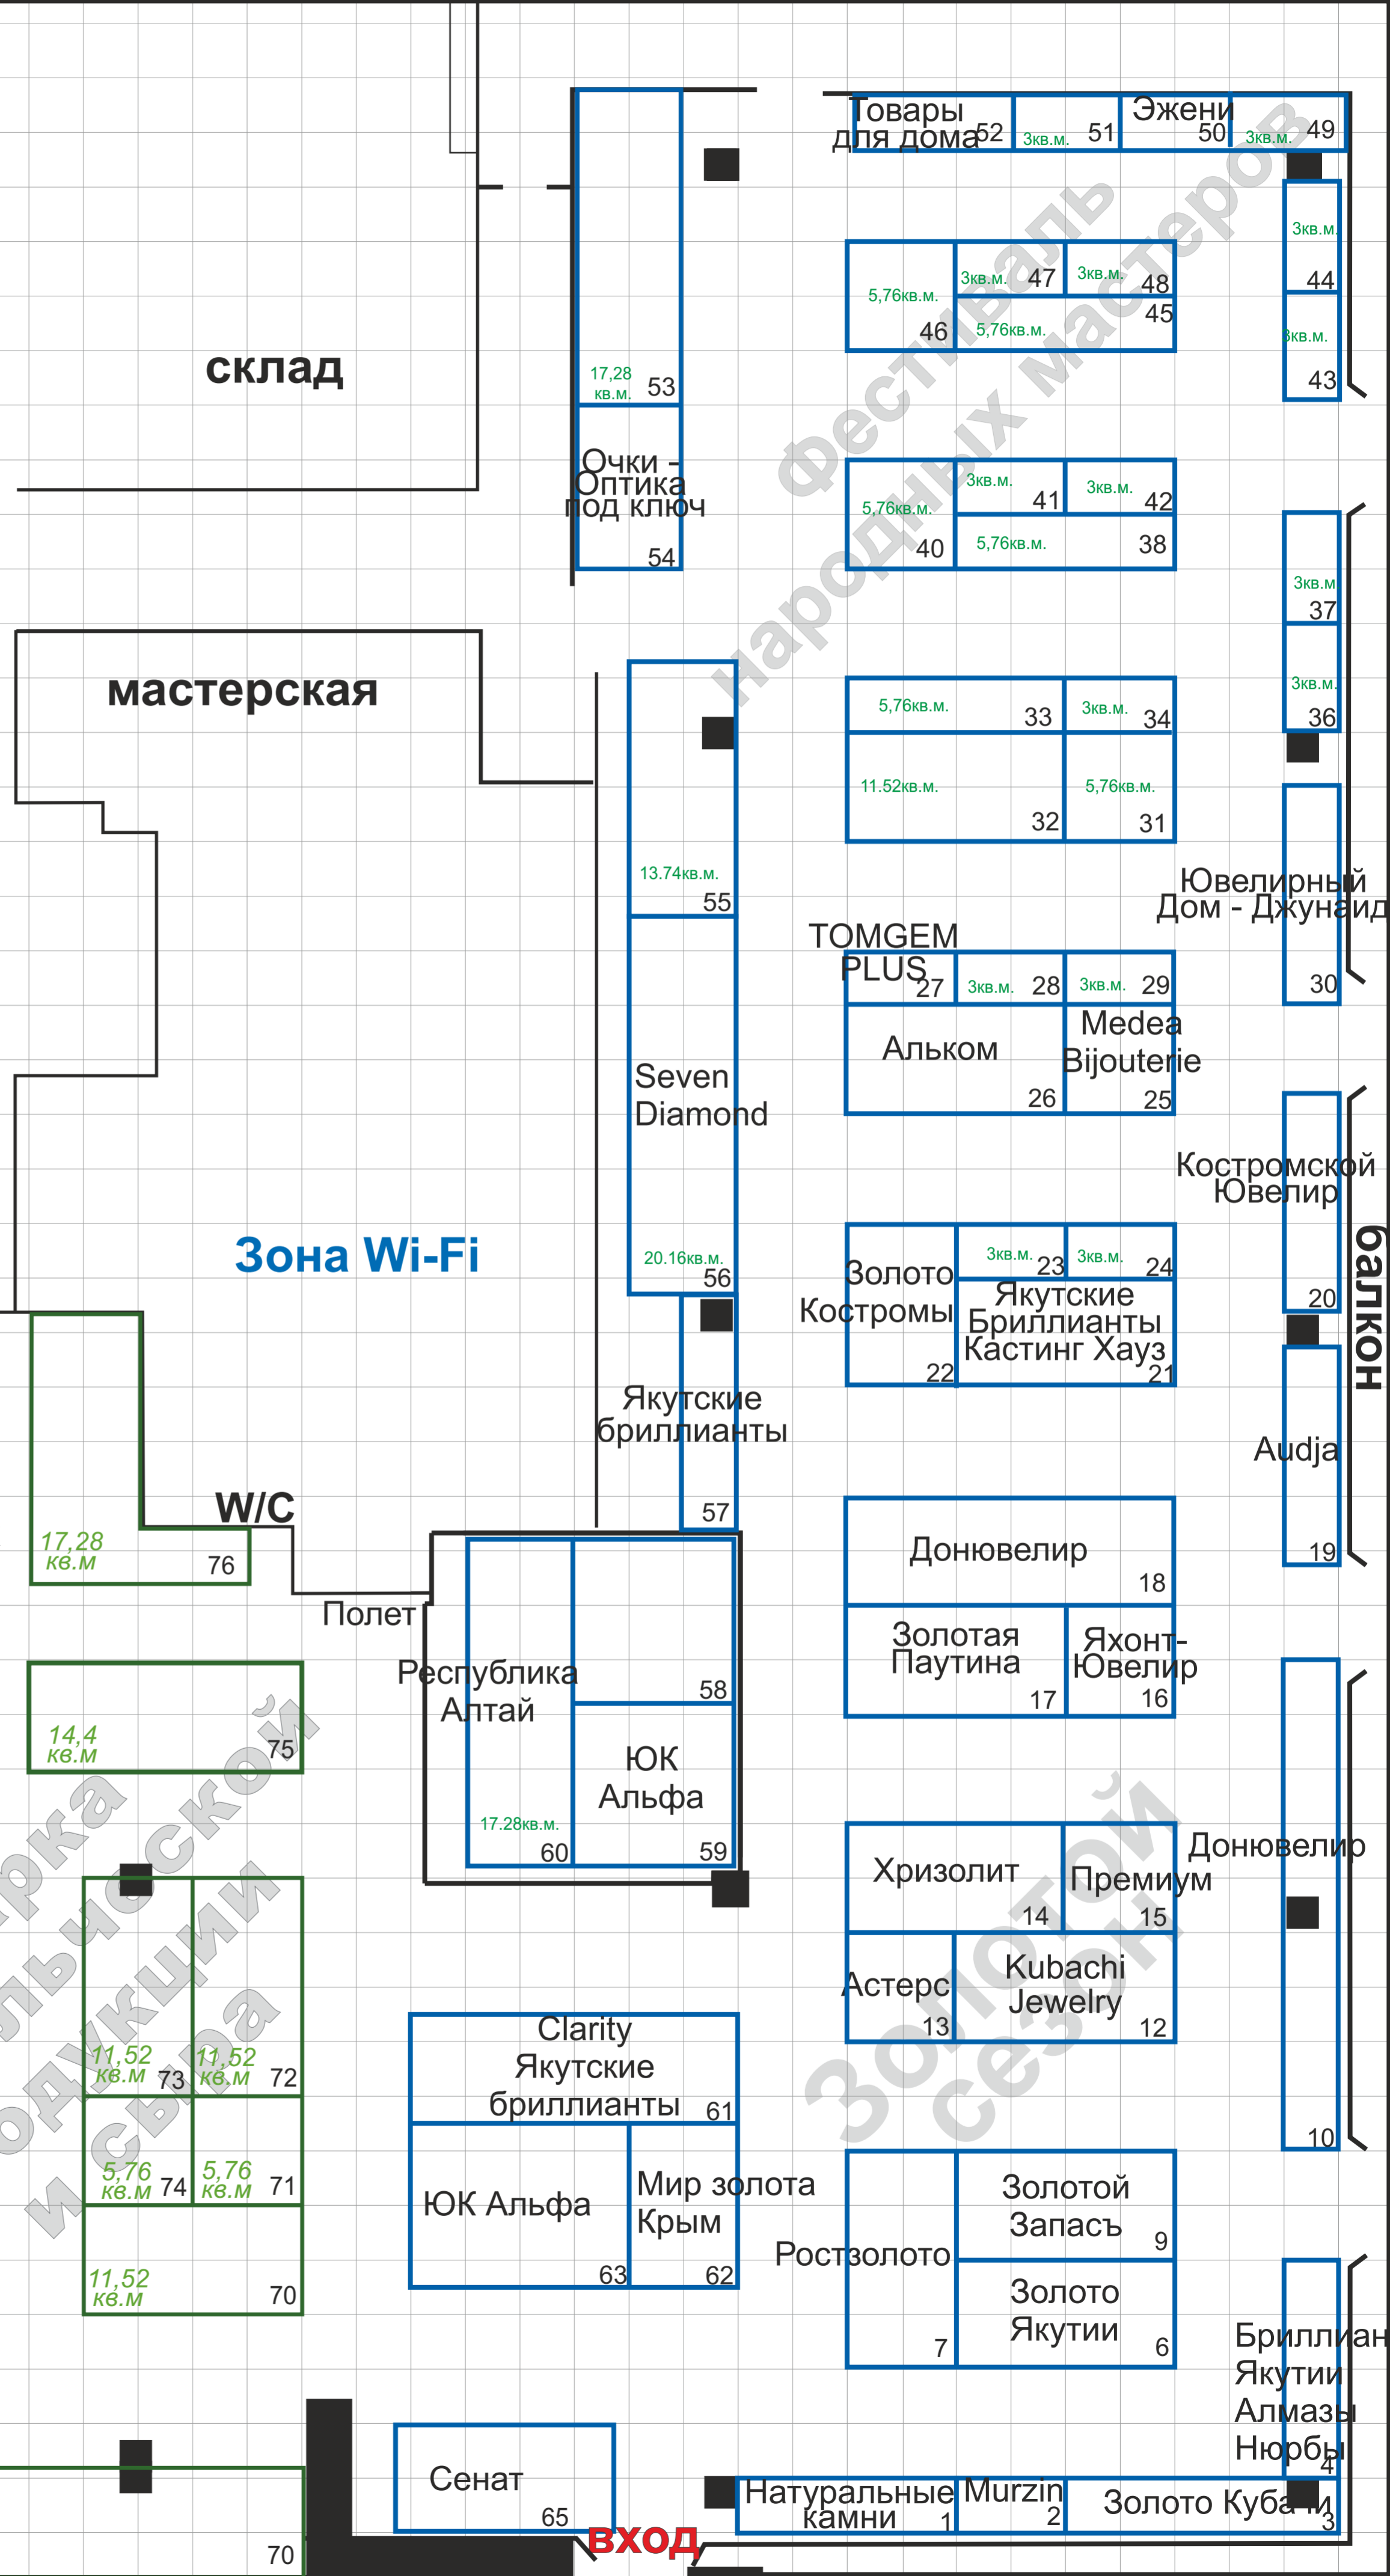 Товары
для дома
52
3кв.м.
51
Эжени
50
3кв.м.
49
3кв.м.
44
3кв.м.
47
3кв.м.
48
5,76кв.м.
46
5,76кв.м.
45
кв.м.
43
склад
17,28
кв.м.
53
Фестиваль
народных мастеров
Очки -
Оптика
под ключ
54
3кв.м.
41
3кв.м.
42
5,76кв.м.
40
5,76кв.м.
38
3кв.м
37
3кв.м.
36
мастерская
5,76кв.м.
33
3кв.м.
34
11.52кв.м.
32
5,76кв.м.
31
13.74кв.м.
55
Ювелирный
Дом - Джунаид
30
TOMGEM
PLUS
27
3кв.м.
28
3кв.м.
29
Альком
26
Medea
Bijouterie
25
Seven
Diamond
20.16кв.м.
56
Костромской
Ювелир
20
балкон
Зона Wi-Fi
Золото
Костромы
22
3кв.м.
23
3кв.м.
24
Якутские
Бриллианты
Кастинг Хауз
21
Якутские
бриллианты
57
Audja
19
W/C
17,28
кв.м
76
Полет
Донювелир
18
Золотая
Паутина
17
Яхонт-
Ювелир
16
Республика
Алтай
17.28кв.м.
60
58
ЮК
Альфа
59
14,4
кв.м
75
Хризолит
14
Премиум
15
Донювелир
10
Астерс
13
Kubachi
Jewelry
12
Золотой
сезон
и сыра
11,52
кв.м
73
11,52
кв.м
72
5,76
кв.м
74
5,76
кв.м
71
11,52
кв.м
70
Clarity
Якутские
бриллианты
61
ЮК Альфа
63
Мир золота
Крым
62
Ростзолото
7
Золотой
Запасъ
9
Золото
Якутии
6
Бриллиан
Якутии
Алмазы
Нюрбы
4
Сенат
65
Натуральные
камни
1
Murzin
2
Золото Кубачи
3
вход
70